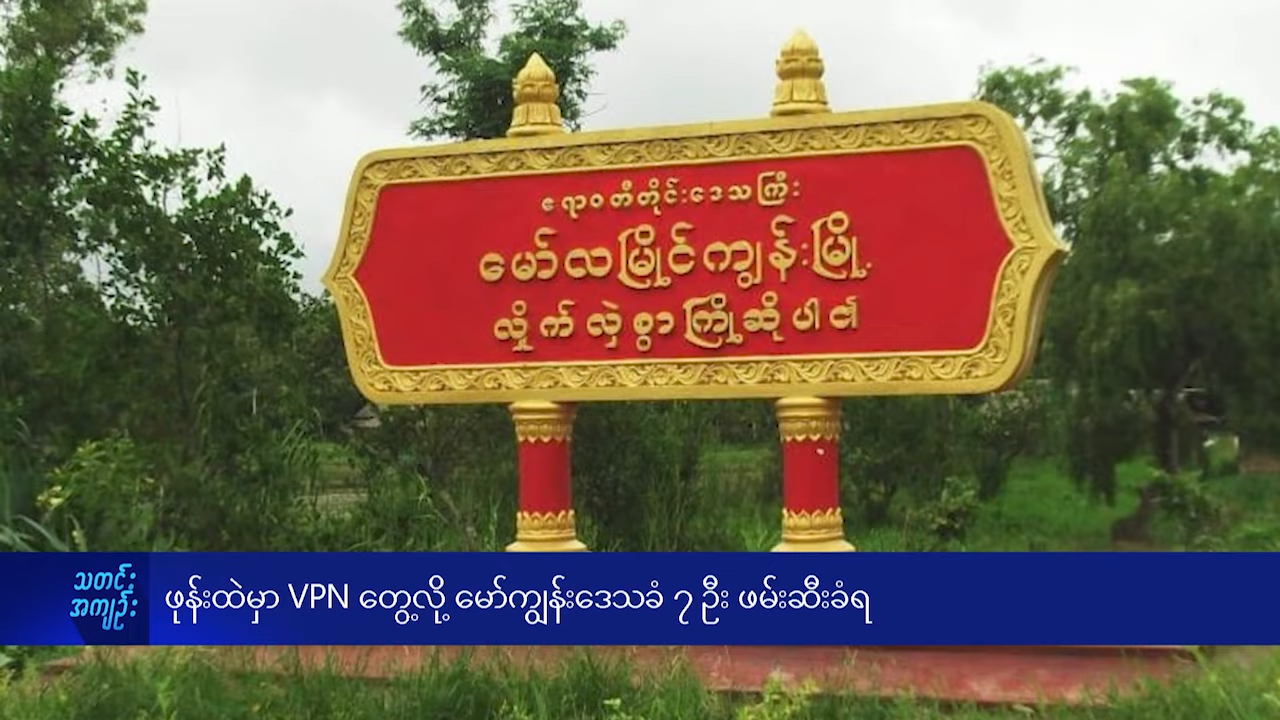 ဧရာဝတီတိုင်းဒေသကြီး
မော်လမြိုင်ကျွန်းမြို့
လှိုက်လှဲစွာကြိုဆိုပါ၏
သတင်း
အကျဉ်း
ဖုန်းထဲမှာ VPN တွေ့လို့ မော်ကျွန်းဒေသခံ ၇ ဦး ဖမ်းဆီးခံရ